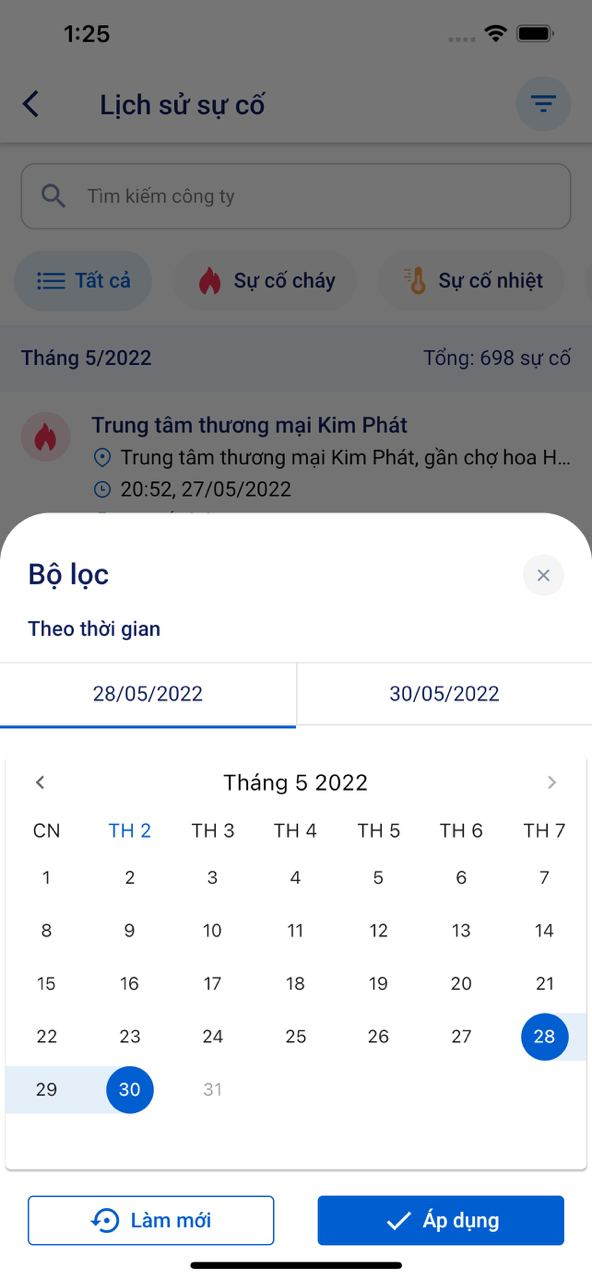 1:25
Lịch sử sự cố
Tìm kiếm công ty
Tất cả Sự cố cháy Sự cố nhiệt
Tháng 5/2022 Tổng: 698 sự cố
Trung tâm thương mại Kim Phát
Trung tâm thương mại Kim Phát, gần chợ hoa H...
20:52, 27/05/2022
Bộ lọc
Theo thời gian
28/05/2022 30/05/2022
Tháng 5 2022
CN TH 2 TH 3 TH 4 TH 5 TH 6 TH 7
1 2 3 4 5 6 7
8 9 10 11 12 13 14
15 16 17 18 19 20 21
22 23 24 25 26 27 28
29 30 31
Làm mới Áp dụng